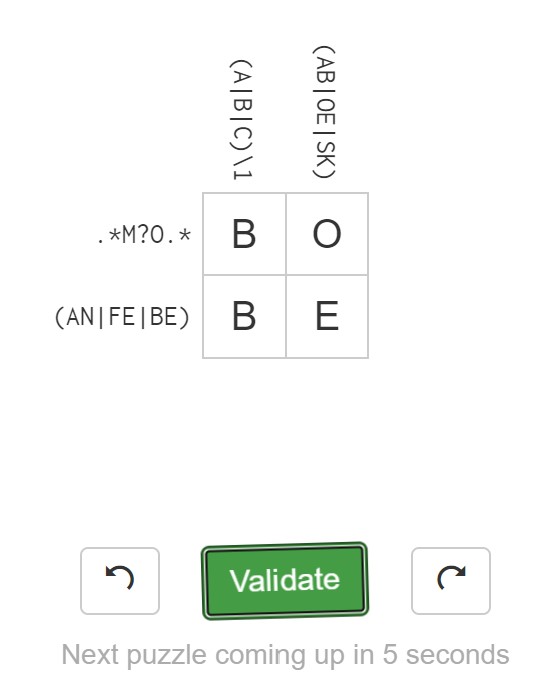 (A|B|C)\1
(AB|OE|SK)
.*M?O.* B O
(AN|FE|BE) B E
Validate
Next puzzle coming up in 5 seconds